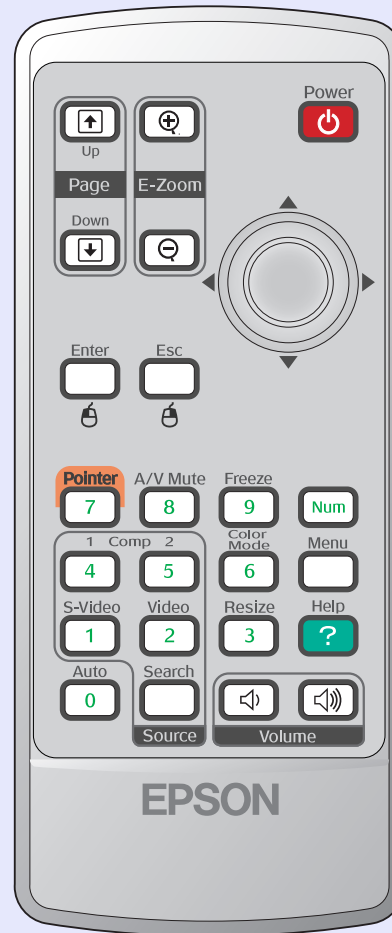 Power
Up
Page E-Zoom
Down
Enter Esc
Pointer A/V Mute Freeze
7 8 9 Num
1 Comp 2 Color Mode Menu
4 5 6
S-Video Video Resize Help
1 2 3 ?
Auto Search
0
Source Volume
EPSON